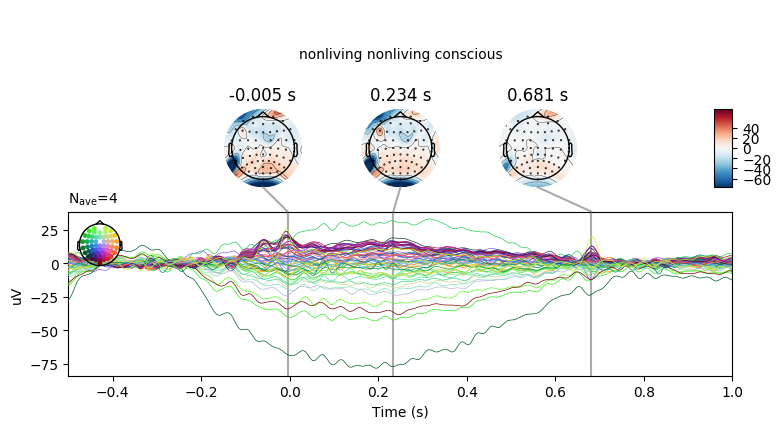 nonliving nonliving conscious
-0.005 s 0.234 s 0.681 s
40
20
0
−20
−40
−60
Nave=4
25
0
−25
−50
−75
uV
−0.4 −0.2 0.0 0.2 0.4 0.6 0.8 1.0
Time (s)